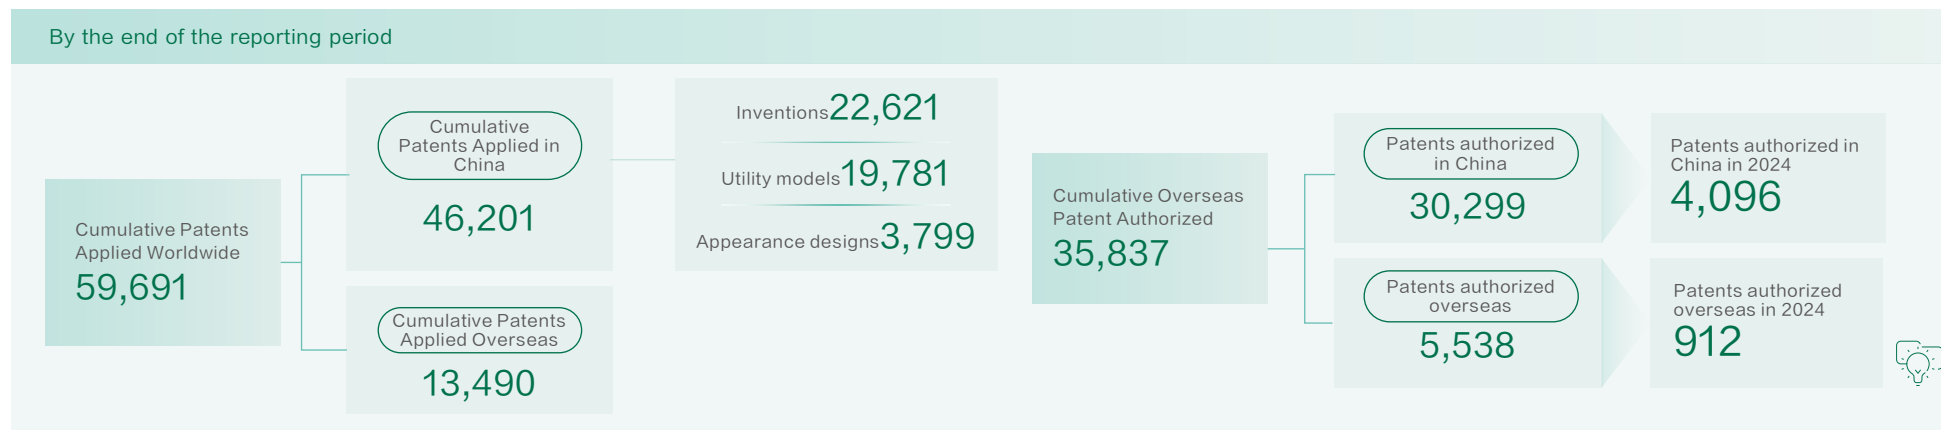 By the end of the reporting period
Cumulative Patents
Applied Worldwide
59,691
Cumulative
Patents Applied in
China
46,201
Cumulative Patents
Applied Overseas
13,490
Inventions22,621
Utility models19,781
Appearance designs3,799
Cumulative Overseas
Patent Authorized
35,837
Patents authorized
in China
30,299
Patents authorized in
China in 2024
4,096
Patents authorized
overseas
5,538
Patents authorized
overseas in 2024
912